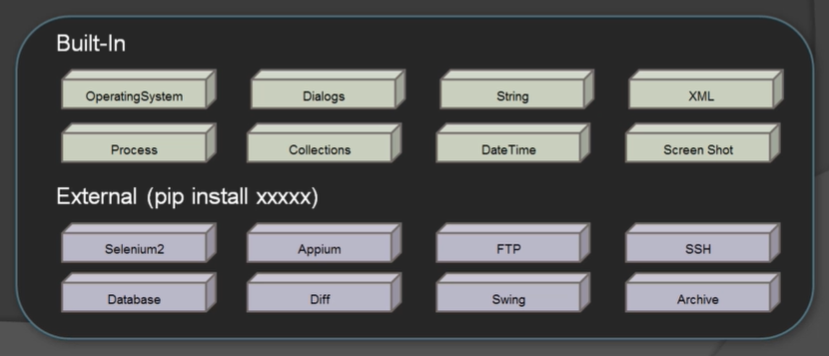 Built-In
OperatingSystem Dialogs String XML
Process Collections DateTime Screen Shot
External (pip install xxxxx)
Selenium2 Appium FTP SSH
Database Diff Swing Archive